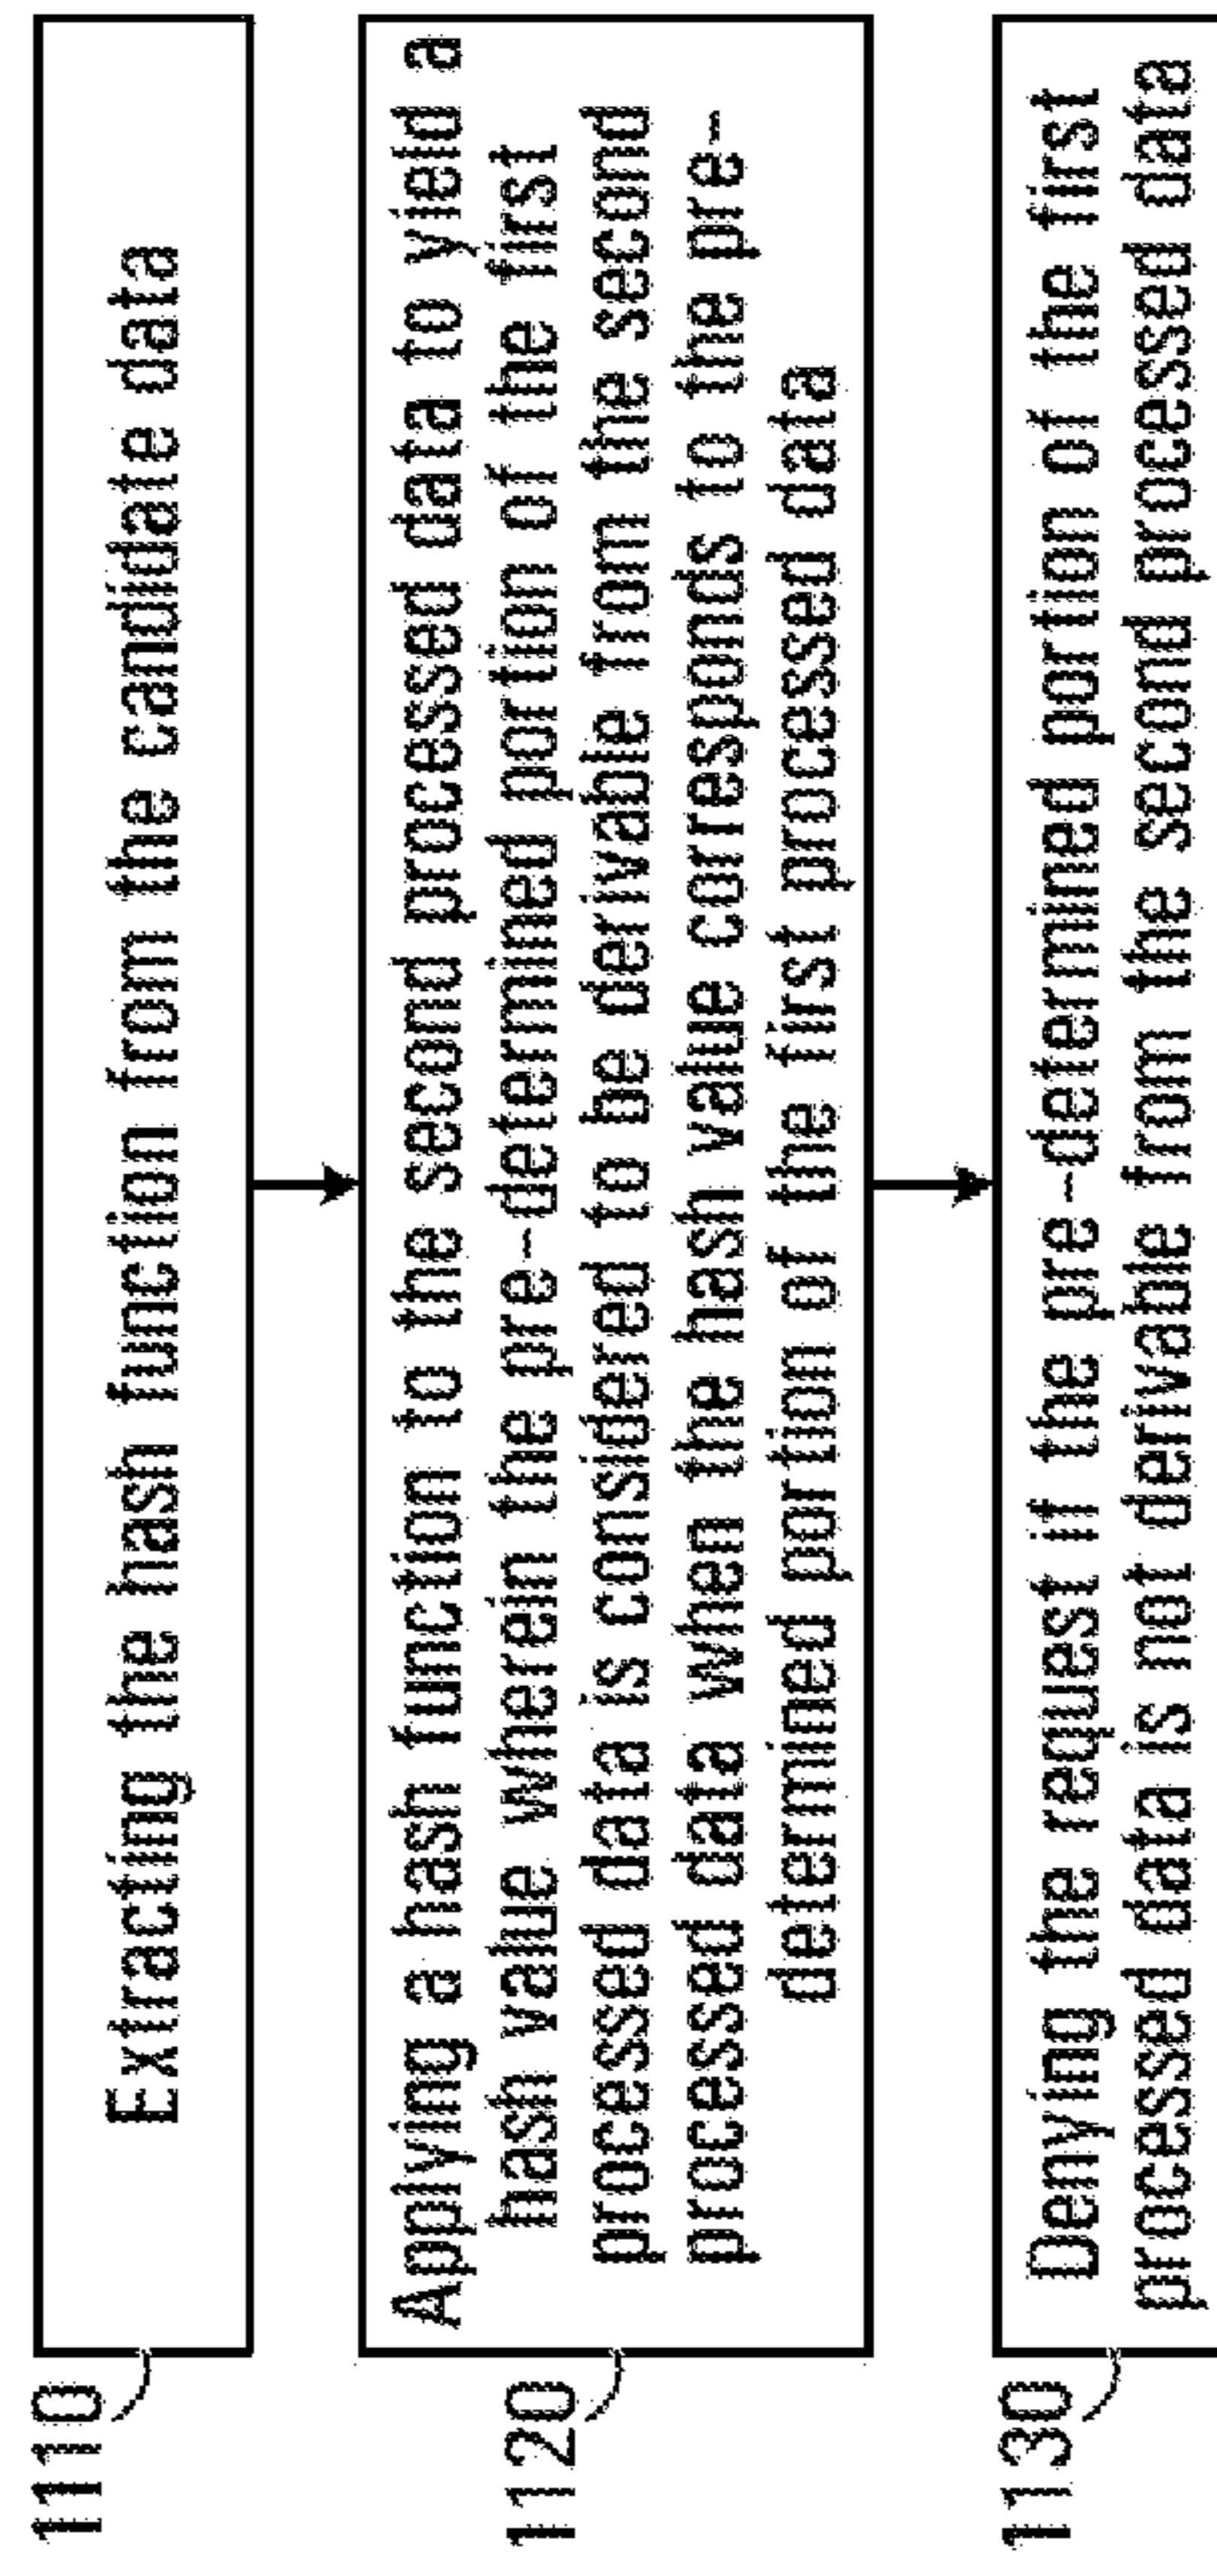 1110
Extracting the hash function from the candidate data
1120
Applying a hash function to the second processed data to yield a
hash value wherein the pre-determined portion of the first
processed data is considered to be derivable from the second
processed data when the hash value corresponds to the pre-
determined portion of the first processed data
1130
Denying the request if the pre-determined portion of the first
processed data is not derivable from the second processed data